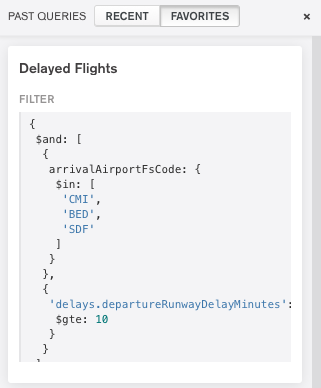 PAST QUERIES RECENT FAVORITES ×
Delayed Flights
FILTER
{
 $and: [
  {
   arrivalAirportFsCode: {
    $in: [
     'CMI',
     'BED',
     'SDF'
    ]
   }
  },
  {
   'delays.departureRunwayDelayMinutes':
    $gte: 10
   }
  }
 ]